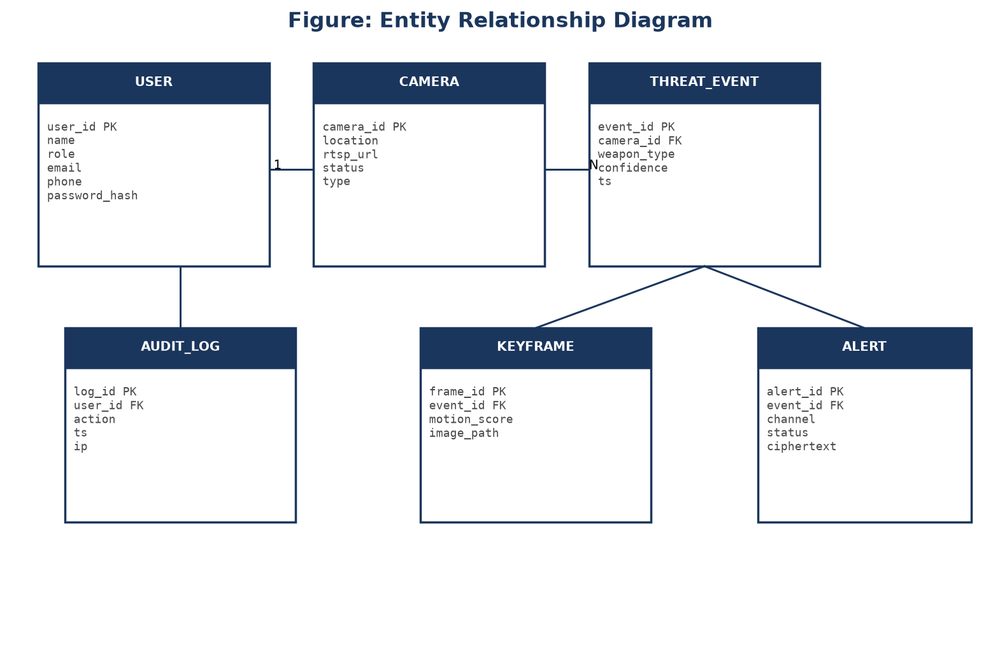 Figure: Entity Relationship Diagram
USER
user_id PK
name
role
email
phone
password_hash
1
CAMERA
camera_id PK
location
rtsp_url
status
type
N
THREAT_EVENT
event_id PK
camera_id FK
weapon_type
confidence
ts
AUDIT_LOG
log_id PK
user_id FK
action
ts
ip
KEYFRAME
frame_id PK
event_id FK
motion_score
image_path
ALERT
alert_id PK
event_id FK
channel
status
ciphertext